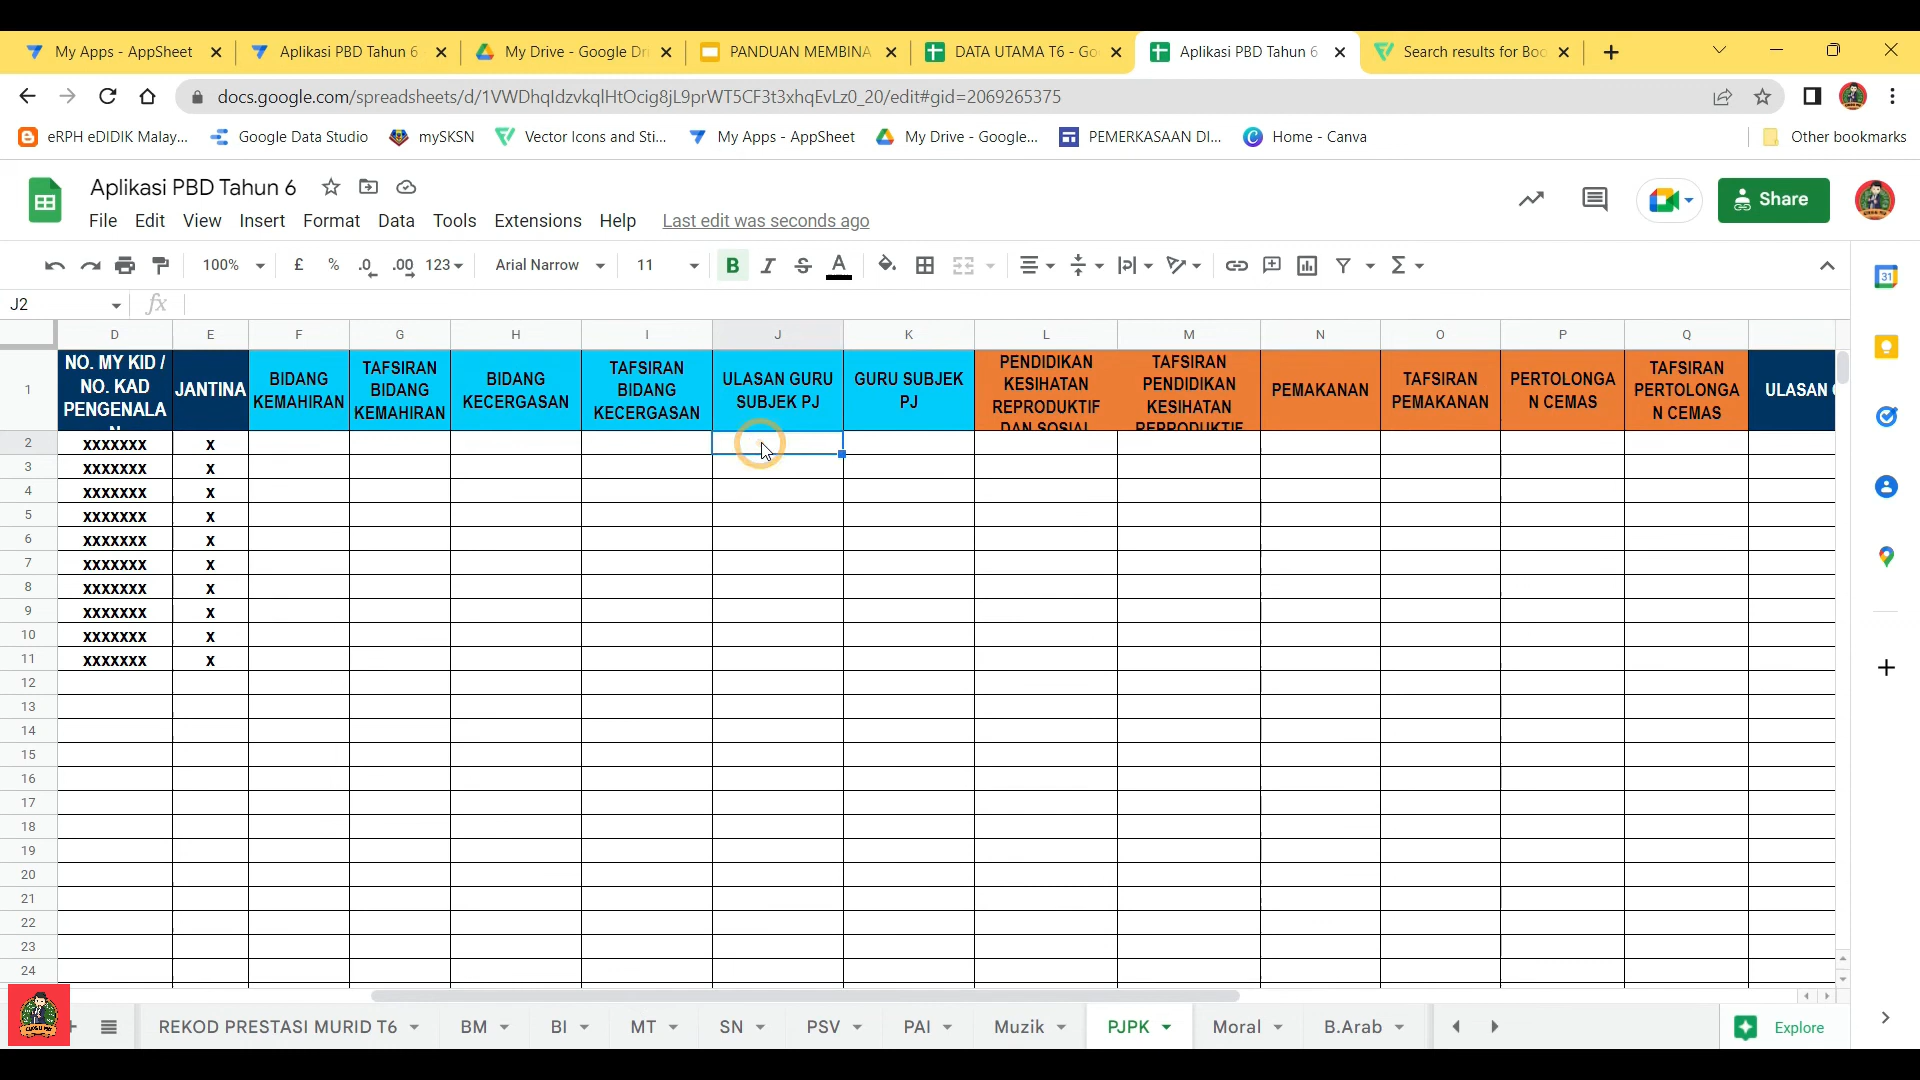 My Apps - AppSheet
Aplikasi PBD Tahun 6
My Drive - Google Dri
PANDUAN MEMBINA
DATA UTAMA T6 - Go
Aplikasi PBD Tahun 6
Search results for Boo
docs.google.com/spreadsheets/d/1VWDhqIdzvkqlHtOcig8jL9prWT5CF3t3xhqEvLz0_20/edit#gid=2069265375
eRPH eDIDIK Malay...
Google Data Studio
mySKSN
Vector Icons and Sti...
My Apps - AppSheet
My Drive - Google...
PEMERKASAAN DI...
Home - Canva
Other bookmarks
Aplikasi PBD Tahun 6
File Edit View Insert Format Data Tools Extensions Help Last edit was seconds ago
Share
100% £ % .0 .00 123 Arial Narrow 11 B I S A
31
J2 fx
D E F G H I J K L M N O P Q
1
NO. MY KID /
NO. KAD
PENGENALA
N
JANTINA
BIDANG
KEMAHIRAN
TAFSIRAN
BIDANG
KEMAHIRAN
BIDANG
KECERGASAN
TAFSIRAN
BIDANG
KECERGASAN
ULASAN GURU
SUBJEK PJ
GURU SUBJEK
PJ
PENDIDIKAN
KESIHATAN
REPRODUKTIF
DAN SOSIAL
TAFSIRAN
PENDIDIKAN
KESIHATAN
REPRODUKTIF
PEMAKANAN
TAFSIRAN
PEMAKANAN
PERTOLONGA
N CEMAS
TAFSIRAN
PERTOLONGA
N CEMAS
ULASAN
2 xxxxxxx x
3 xxxxxxx x
4 xxxxxxx x
5 xxxxxxx x
6 xxxxxxx x
7 xxxxxxx x
8 xxxxxxx x
9 xxxxxxx x
10 xxxxxxx x
11 xxxxxxx x
12
13
14
15
16
17
18
19
20
21
22
23
24
REKOD PRESTASI MURID T6 BM BI MT SN PSV PAI Muzik PJPK Moral B.Arab
Explore